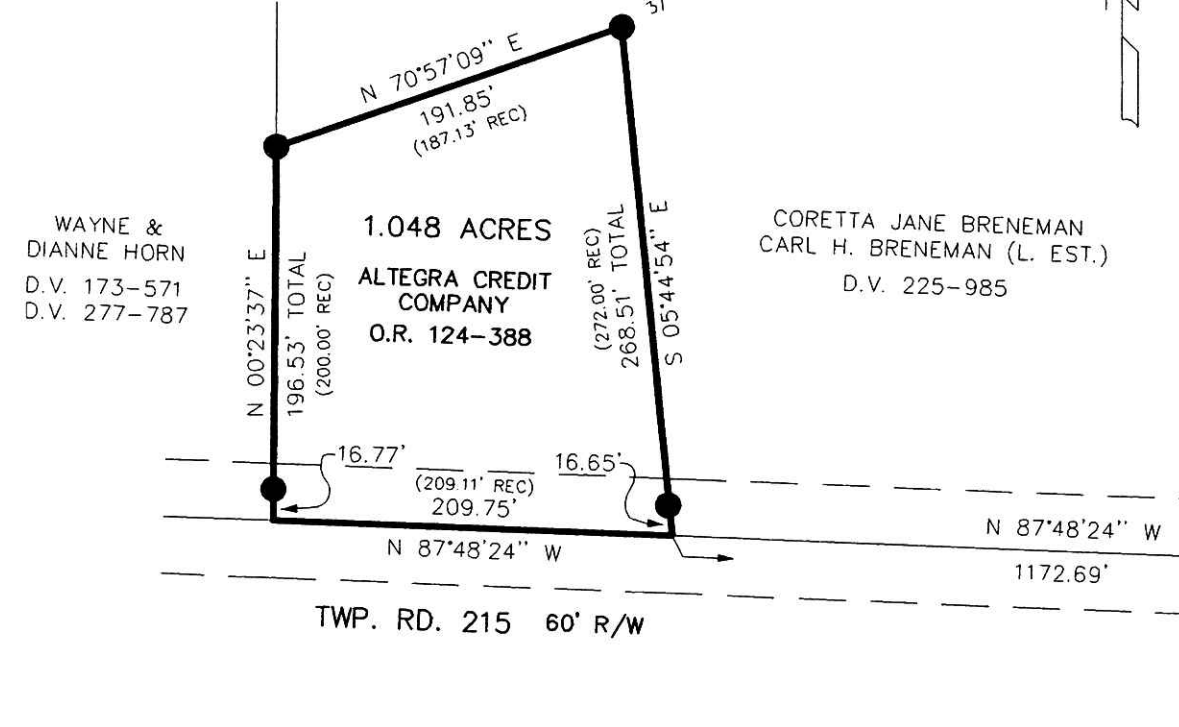 37
N 70°57'09" E
191.85'
(187.13' REC)
WAYNE &
DIANNE HORN
D.V. 173-571
D.V. 277-787
N 00°23'37" E
196.53' TOTAL
(200.00' REC)
1.048 ACRES
ALTEGRA CREDIT
COMPANY
O.R. 124-388
(272.00' REC)
268.51' TOTAL
S 05°44'54" E
CORETTA JANE BRENEMAN
CARL H. BRENEMAN (L. EST.)
D.V. 225-985
16.77'
16.65'
(209.11' REC)
209.75'
N 87°48'24" W
N 87°48'24" W
1172.69'
TWP. RD. 215 60' R/W